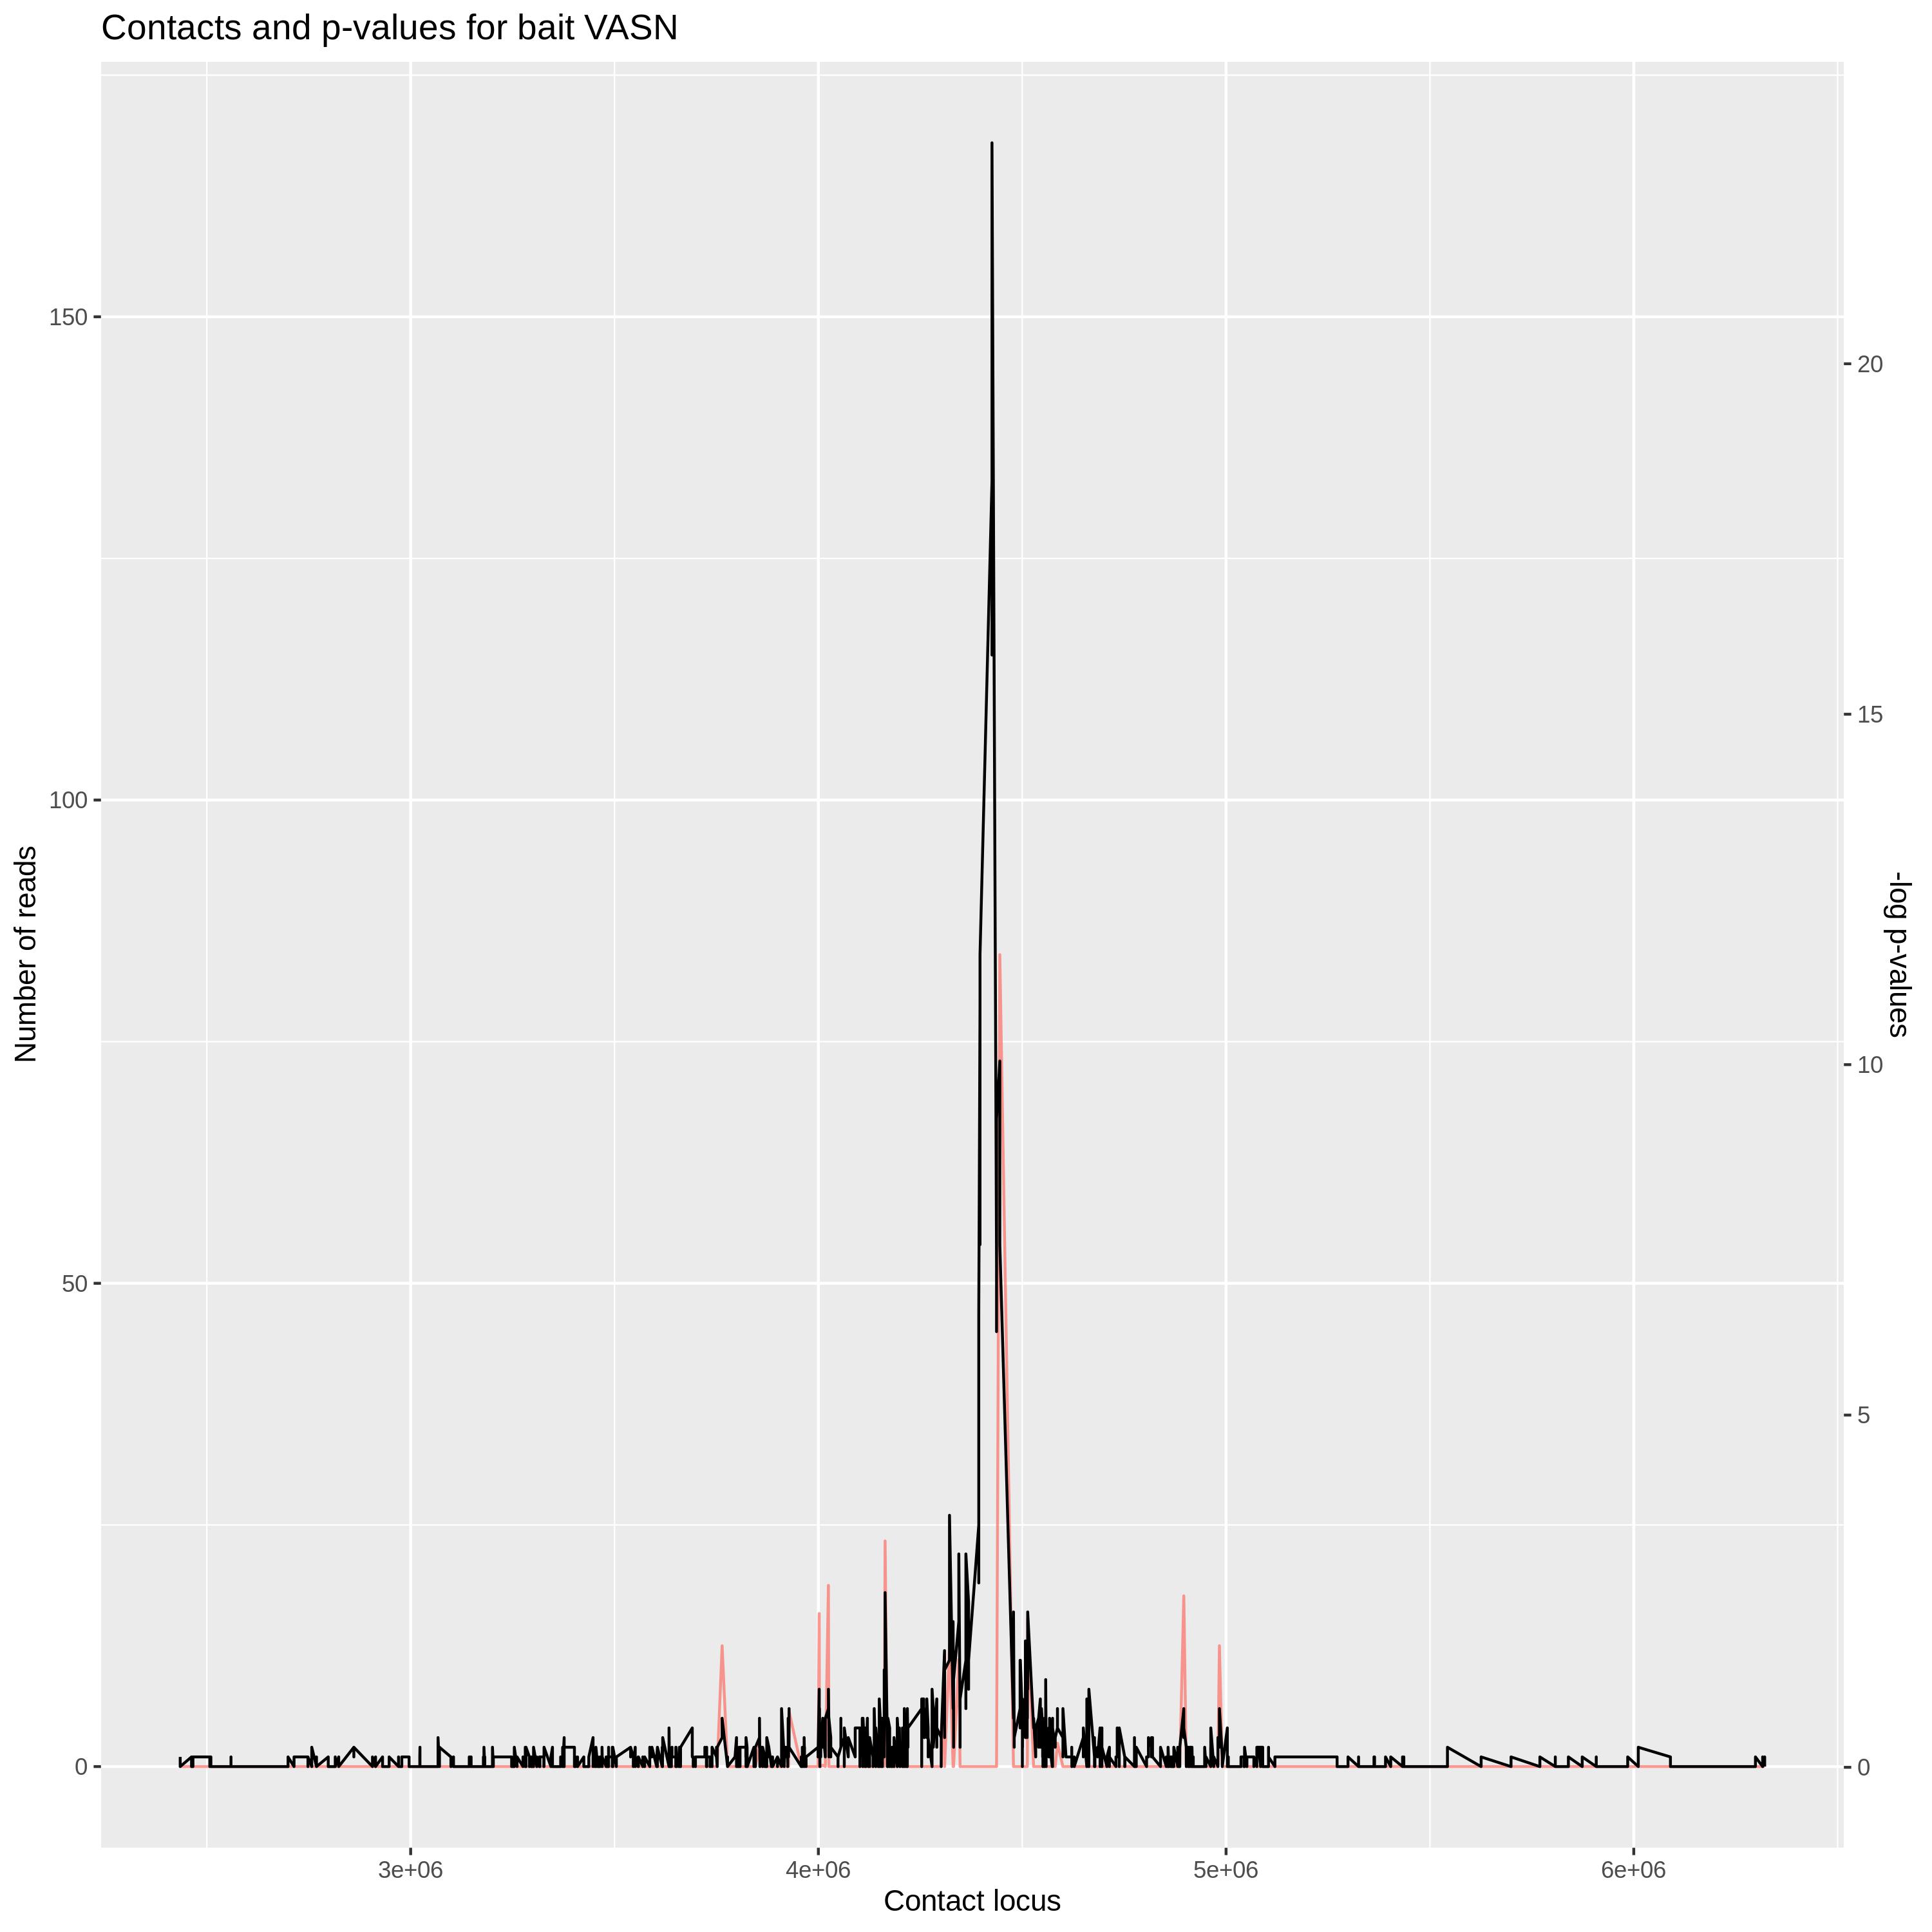 Contacts and p-values for bait VASN
150
100
50
0
Number of reads
20
15
10
5
0
-log p-values
3e+06
4e+06
5e+06
6e+06
Contact locus